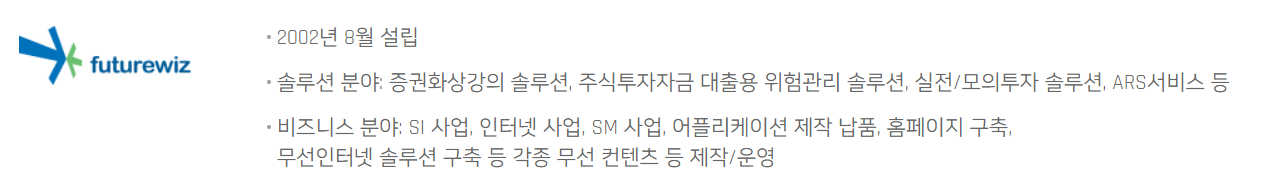 futurewiz
• 2002년 8월 설립
• 솔루션 분야: 증권화상강의 솔루션, 주식투자자금 대출용 위험관리 솔루션, 실전/모의투자 솔루션, ARS서비스 등
• 비즈니스 분야: SI 사업, 인터넷 사업, SM 사업, 어플리케이션 제작 납품, 홈페이지 구축,
무선인터넷 솔루션 구축 등 각종 무선 컨텐츠 등 제작/운영